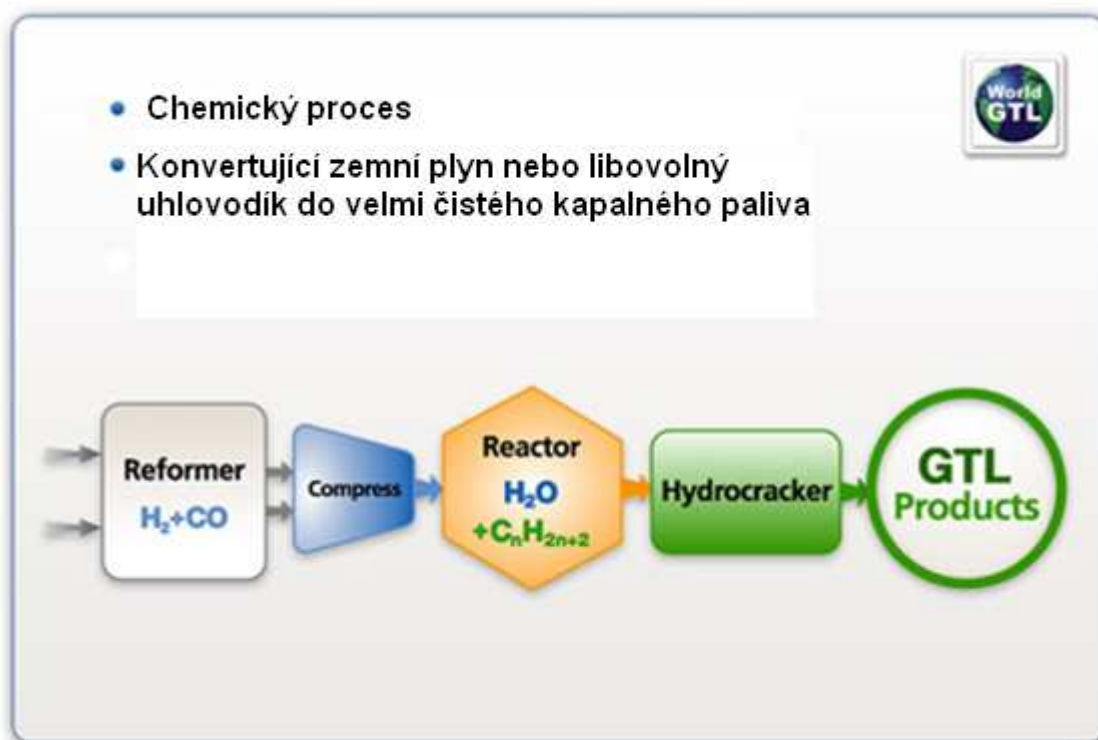 World
GTL
Chemický proces
Konvertující zemní plyn nebo libovolný
uhlovodík do velmi čistého kapalného paliva
Reformer
H₂+CO
Compress
Reactor
H₂O
+CₙH₂ₙ₊₂
Hydrocracker
GTL
Products